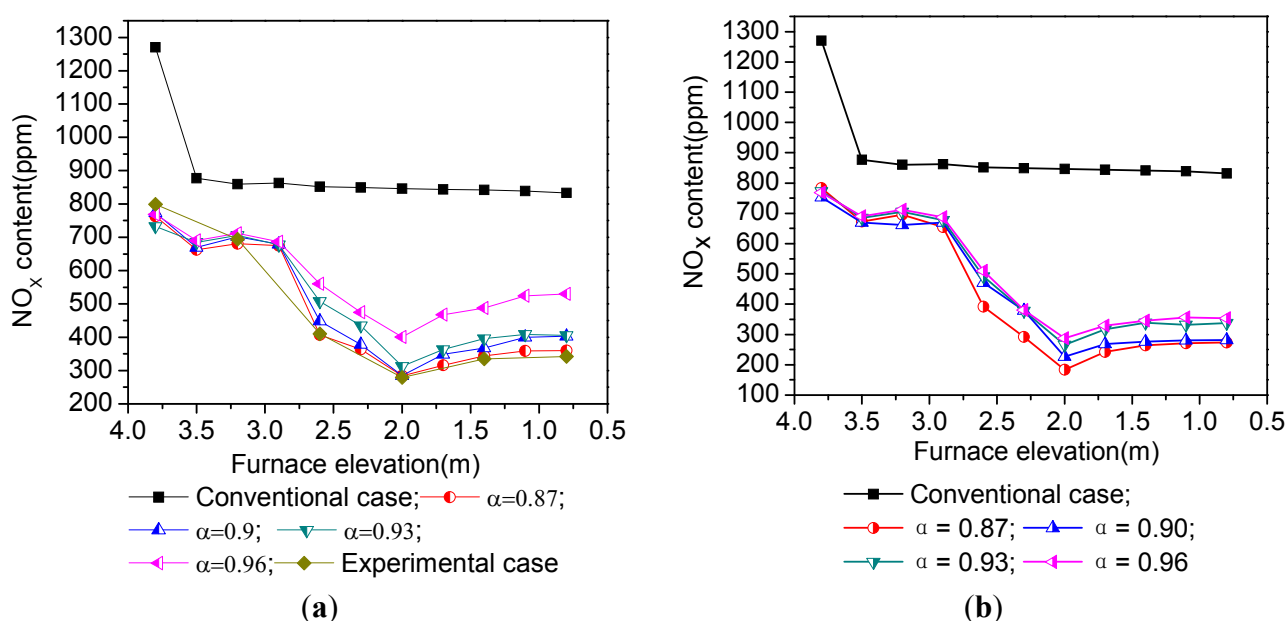 NOX content(ppm)
1300
1200
1100
1000
900
800
700
600
500
400
300
200
4.0 3.5 3.0 2.5 2.0 1.5 1.0 0.5
Furnace elevation(m)
Conventional case; α=0.87;
α=0.9; α=0.93;
α=0.96; Experimental case
(a)
NOX content(ppm)
1300
1200
1100
1000
900
800
700
600
500
400
300
200
100
4.0 3.5 3.0 2.5 2.0 1.5 1.0 0.5
Furnace elevation(m)
Conventional case;
α = 0.87; α = 0.90;
α = 0.93; α = 0.96
(b)